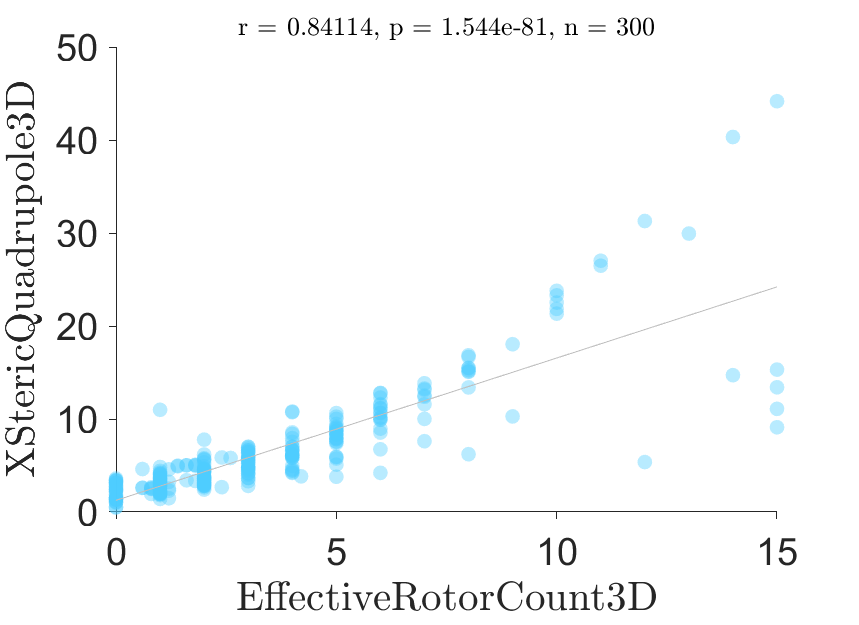 r = 0.84114, p = 1.544e-81, n = 300
50
40
30
20
10
0
XStericQuadrupole3D
0 5 10 15
EffectiveRotorCount3D